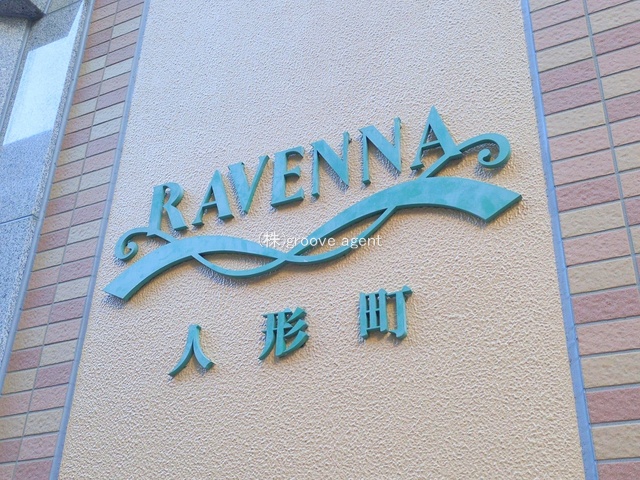 RAVENNA
(株)groove agent
人形町